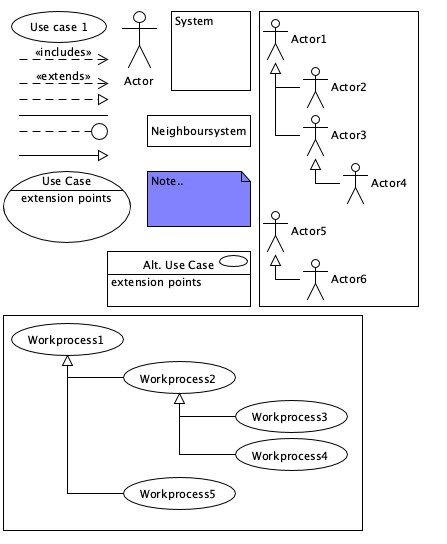 Use case 1
System
«includes»
«extends»
Actor
Neighboursystem
Use Case
extension points
Note..
Alt. Use Case
extension points
Actor1
Actor2
Actor3
Actor4
Actor5
Actor6
Workprocess1
Workprocess2
Workprocess3
Workprocess4
Workprocess5